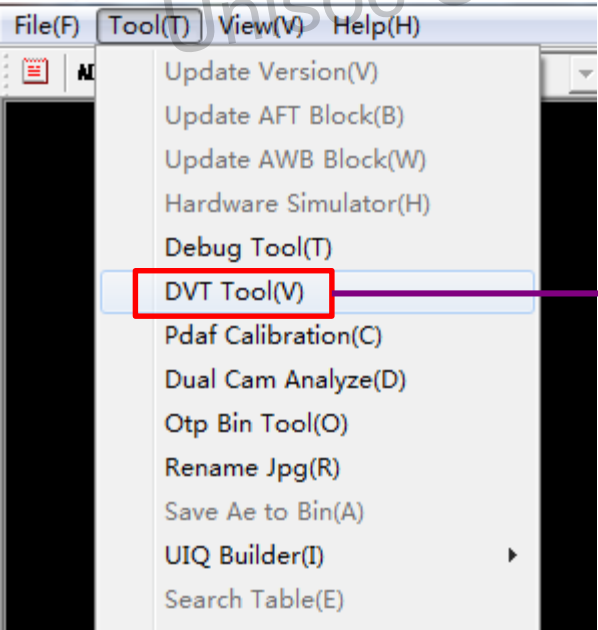 Unisoc
File(F) Tool(T) View(V) Help(H)
Update Version(V)
Update AFT Block(B)
Update AWB Block(W)
Hardware Simulator(H)
Debug Tool(T)
DVT Tool(V)
Pdaf Calibration(C)
Dual Cam Analyze(D)
Otp Bin Tool(O)
Rename Jpg(R)
Save Ae to Bin(A)
UIQ Builder(I)
Search Table(E)